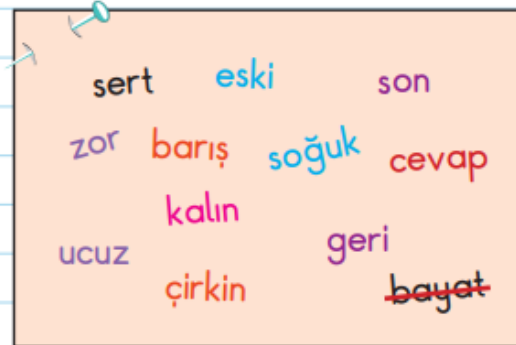 sert eski son
zor barış soğuk cevap
kalın
ucuz geri
çirkin bayat